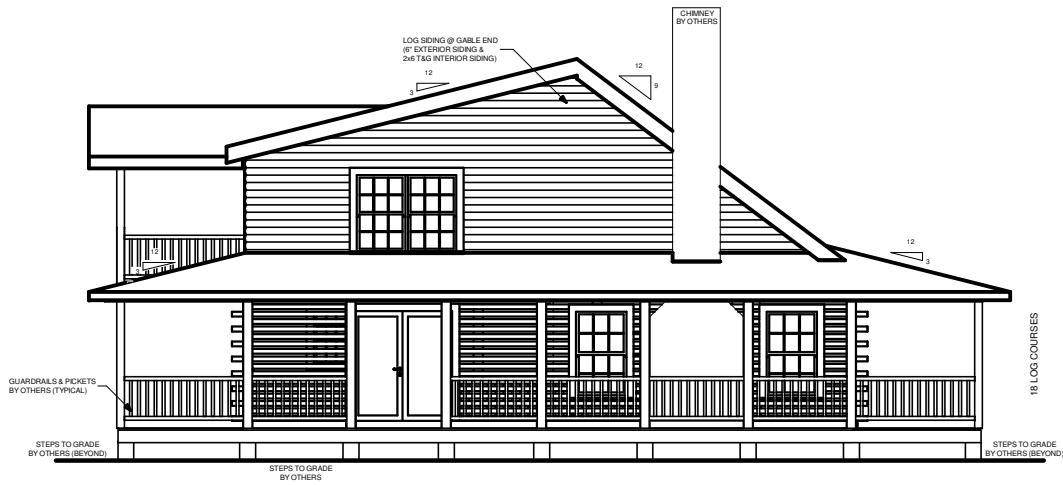 CHIMNEY
BY OTHERS
LOG SIDING @ GABLE END
(6" EXTERIOR SIDING &
2x6 T&G INTERIOR SIDING)
12
3
12
9
12
3
12
3
18 LOG COURSES
GUARDRAILS & PICKETS
BY OTHERS (TYPICAL)
STEPS TO GRADE
BY OTHERS (BEYOND)
STEPS TO GRADE
BY OTHERS
STEPS TO GRADE
BY OTHERS (BEYOND)